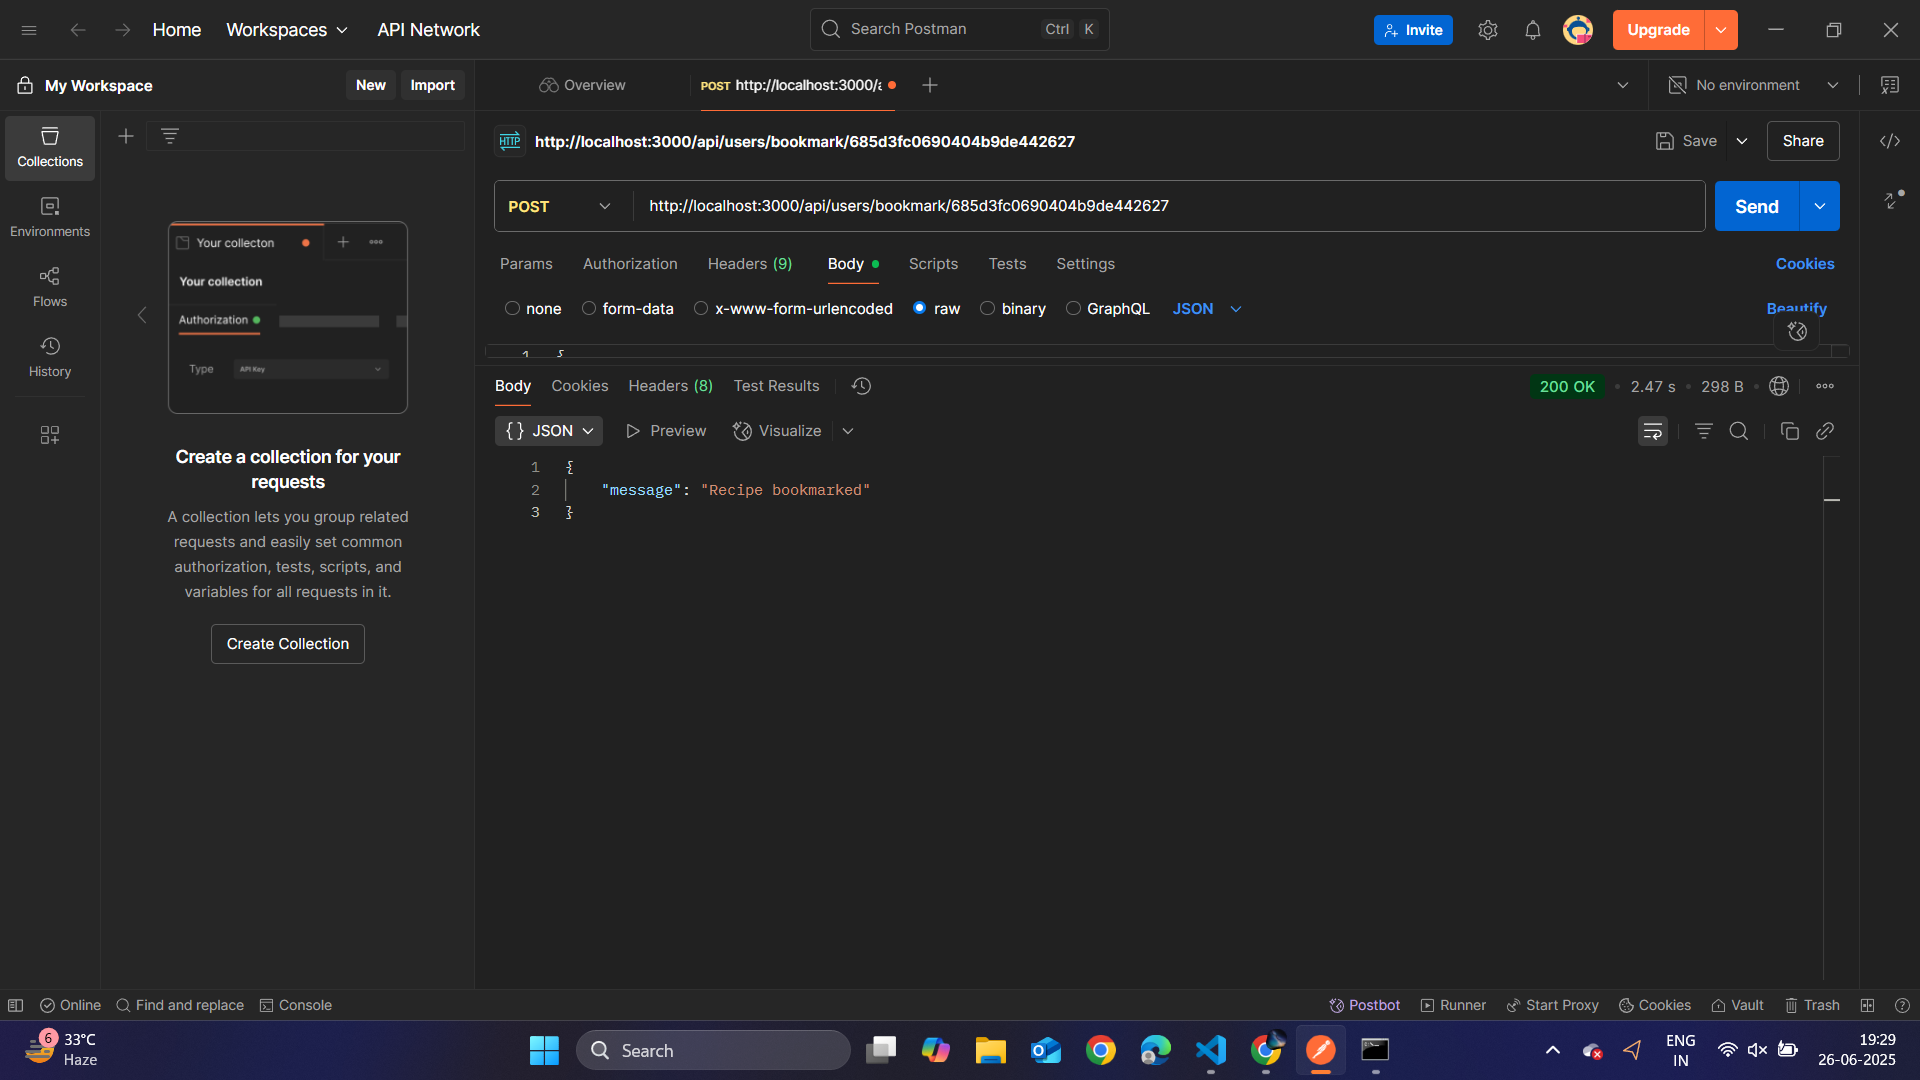 Home Workspaces API Network Search Postman Ctrl K Invite Upgrade
My Workspace New Import Overview POST http://localhost:3000/a No environment
Collections
Environments
Flows
History
Your collecton
Your collection
Authorization
Type API Key
Create a collection for your
requests
A collection lets you group related
requests and easily set common
authorization, tests, scripts, and
variables for all requests in it.
Create Collection
HTTP http://localhost:3000/api/users/bookmark/685d3fc0690404b9de442627 Save Share
POST http://localhost:3000/api/users/bookmark/685d3fc0690404b9de442627 Send
Params Authorization Headers (9) Body Scripts Tests Settings Cookies
none form-data x-www-form-urlencoded raw binary GraphQL JSON Beautify
1 {
Body Cookies Headers (8) Test Results 200 OK • 2.47 s • 298 B
{} JSON Preview Visualize
1 {
2 "message": "Recipe bookmarked"
3 }
Online Find and replace Console Postbot Runner Start Proxy Cookies Vault Trash
6 33°C
Haze
Search
ENG
IN
19:29
26-06-2025